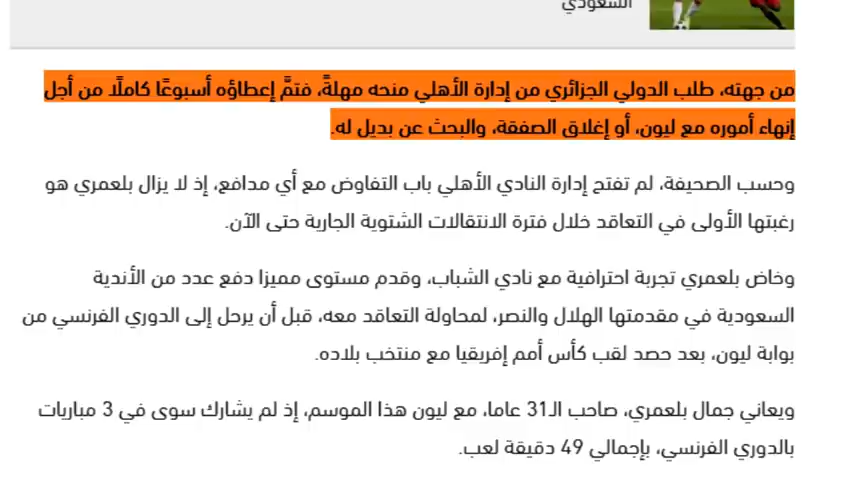 السعودي
من جهته، طلب الدولي الجزائري من إدارة الأهلي منحه مهلةً، فتمَّ إعطاؤه أسبوعًا كاملًا من أجل
إنهاء أموره مع ليون، أو إغلاق الصفقة، والبحث عن بديل له.
وحسب الصحيفة، لم تفتح إدارة النادي الأهلي باب التفاوض مع أي مدافع، إذ لا يزال بلعمري هو
رغبتها الأولى في التعاقد خلال فترة الانتقالات الشتوية الجارية حتى الآن.
وخاض بلعمري تجربة احترافية مع نادي الشباب، وقدم مستوى مميزا دفع عدد من الأندية
السعودية في مقدمتها الهلال والنصر، لمحاولة التعاقد معه، قبل أن يرحل إلى الدوري الفرنسي من
بوابة ليون، بعد حصد لقب كأس أمم إفريقيا مع منتخب بلاده.
ويعاني جمال بلعمري، صاحب الـ31 عاما، مع ليون هذا الموسم، إذ لم يشارك سوى في 3 مباريات
بالدوري الفرنسي، بإجمالي 49 دقيقة لعب.